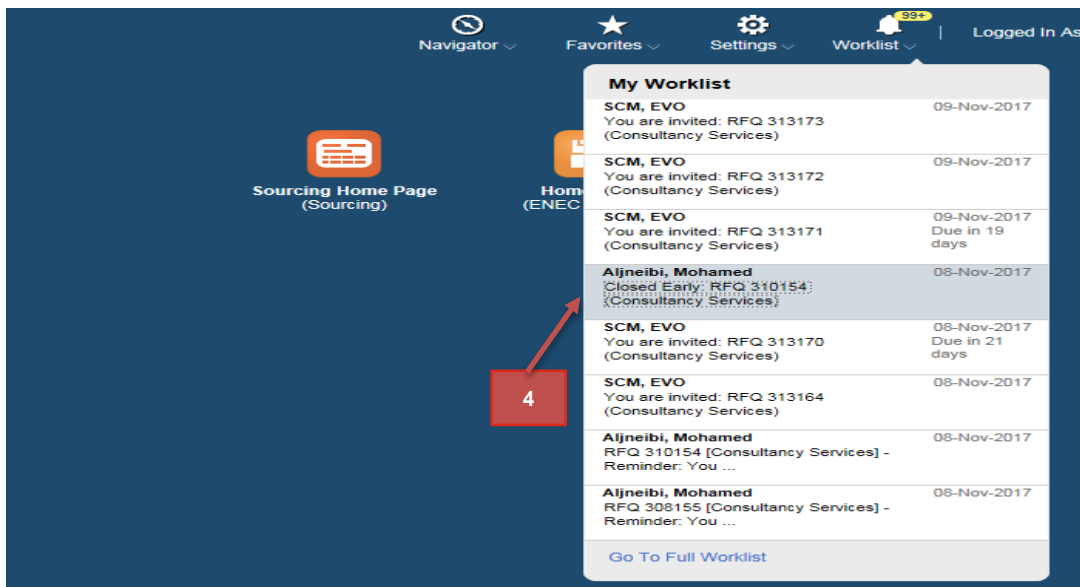 99+
Navigator
Favorites
Settings
Worklist
Logged In As
My Worklist
SCM, EVO 09-Nov-2017
You are invited: RFQ 313173
(Consultancy Services)
SCM, EVO 09-Nov-2017
You are invited: RFQ 313172
(Consultancy Services)
SCM, EVO 09-Nov-2017
You are invited: RFQ 313171 Due in 19
(Consultancy Services) days
Aljneibi, Mohamed 08-Nov-2017
Closed Early: RFQ 310154
(Consultancy Services)
SCM, EVO 08-Nov-2017
You are invited: RFQ 313170 Due in 21
(Consultancy Services) days
SCM, EVO 08-Nov-2017
You are invited: RFQ 313164
(Consultancy Services)
Aljneibi, Mohamed 08-Nov-2017
RFQ 310154 [Consultancy Services] -
Reminder: You ...
Aljneibi, Mohamed 08-Nov-2017
RFQ 308155 [Consultancy Services] -
Reminder: You ...
Go To Full Worklist
Sourcing Home Page
(Sourcing)
Hom
(ENEC
4